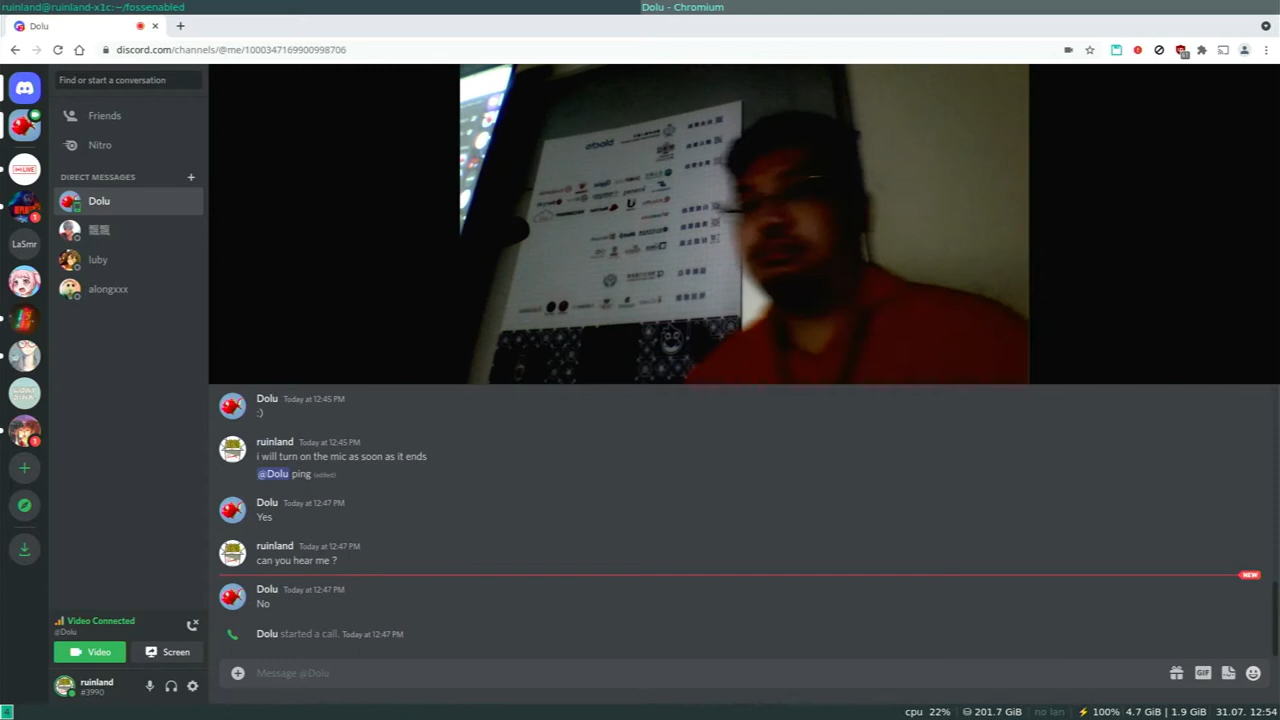 ruinland@ruinland-x1c:~/fossenabled
Dolu - Chromium
Dolu
discord.com/channels/@me/1000347169900998706
Find or start a conversation
Friends
Nitro
DIRECT MESSAGES
Dolu
luby
alongxxx
LIVE
LaSmr
Dolu Today at 12:45 PM
:)
ruinland Today at 12:45 PM
i will turn on the mic as soon as it ends
@Dolu ping (edited)
Dolu Today at 12:47 PM
Yes
ruinland Today at 12:47 PM
can you hear me ?
NEW
Dolu Today at 12:47 PM
No
Dolu started a call. Today at 12:47 PM
Video Connected
@Dolu
Video
Screen
ruinland
#3990
Message @Dolu
GIF
4
cpu 22%
201.7 GiB
no lan
100%
4.7 GiB | 1.9 GiB
31.07. 12:54